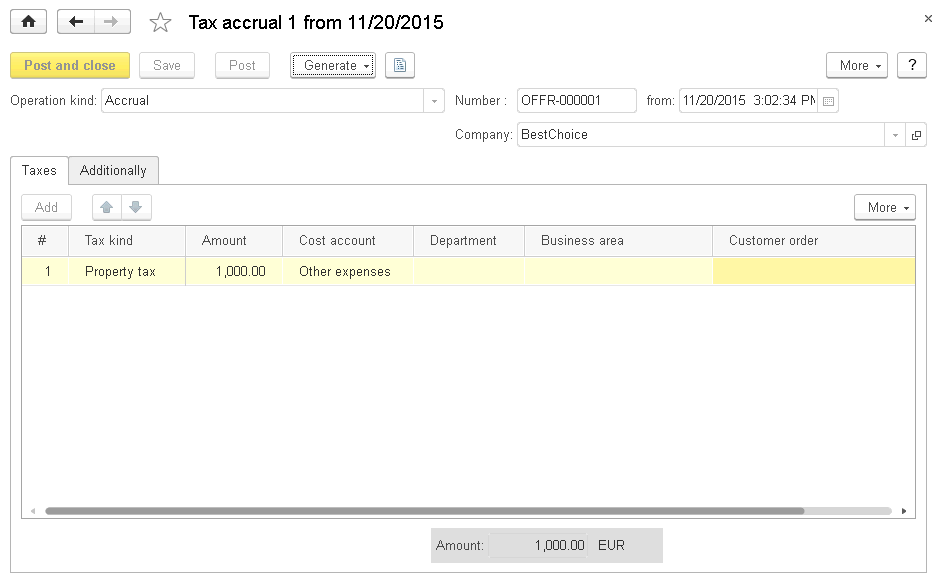 Tax accrual 1 from 11/20/2015
Post and close Save Post Generate More ?
Operation kind: Accrual Number : OFFR-000001 from: 11/20/2015 3:02:34 PM
Company: BestChoice
Taxes Additionally
Add More
# Tax kind Amount Cost account Department Business area Customer order
1 Property tax 1,000.00 Other expenses
Amount: 1,000.00 EUR